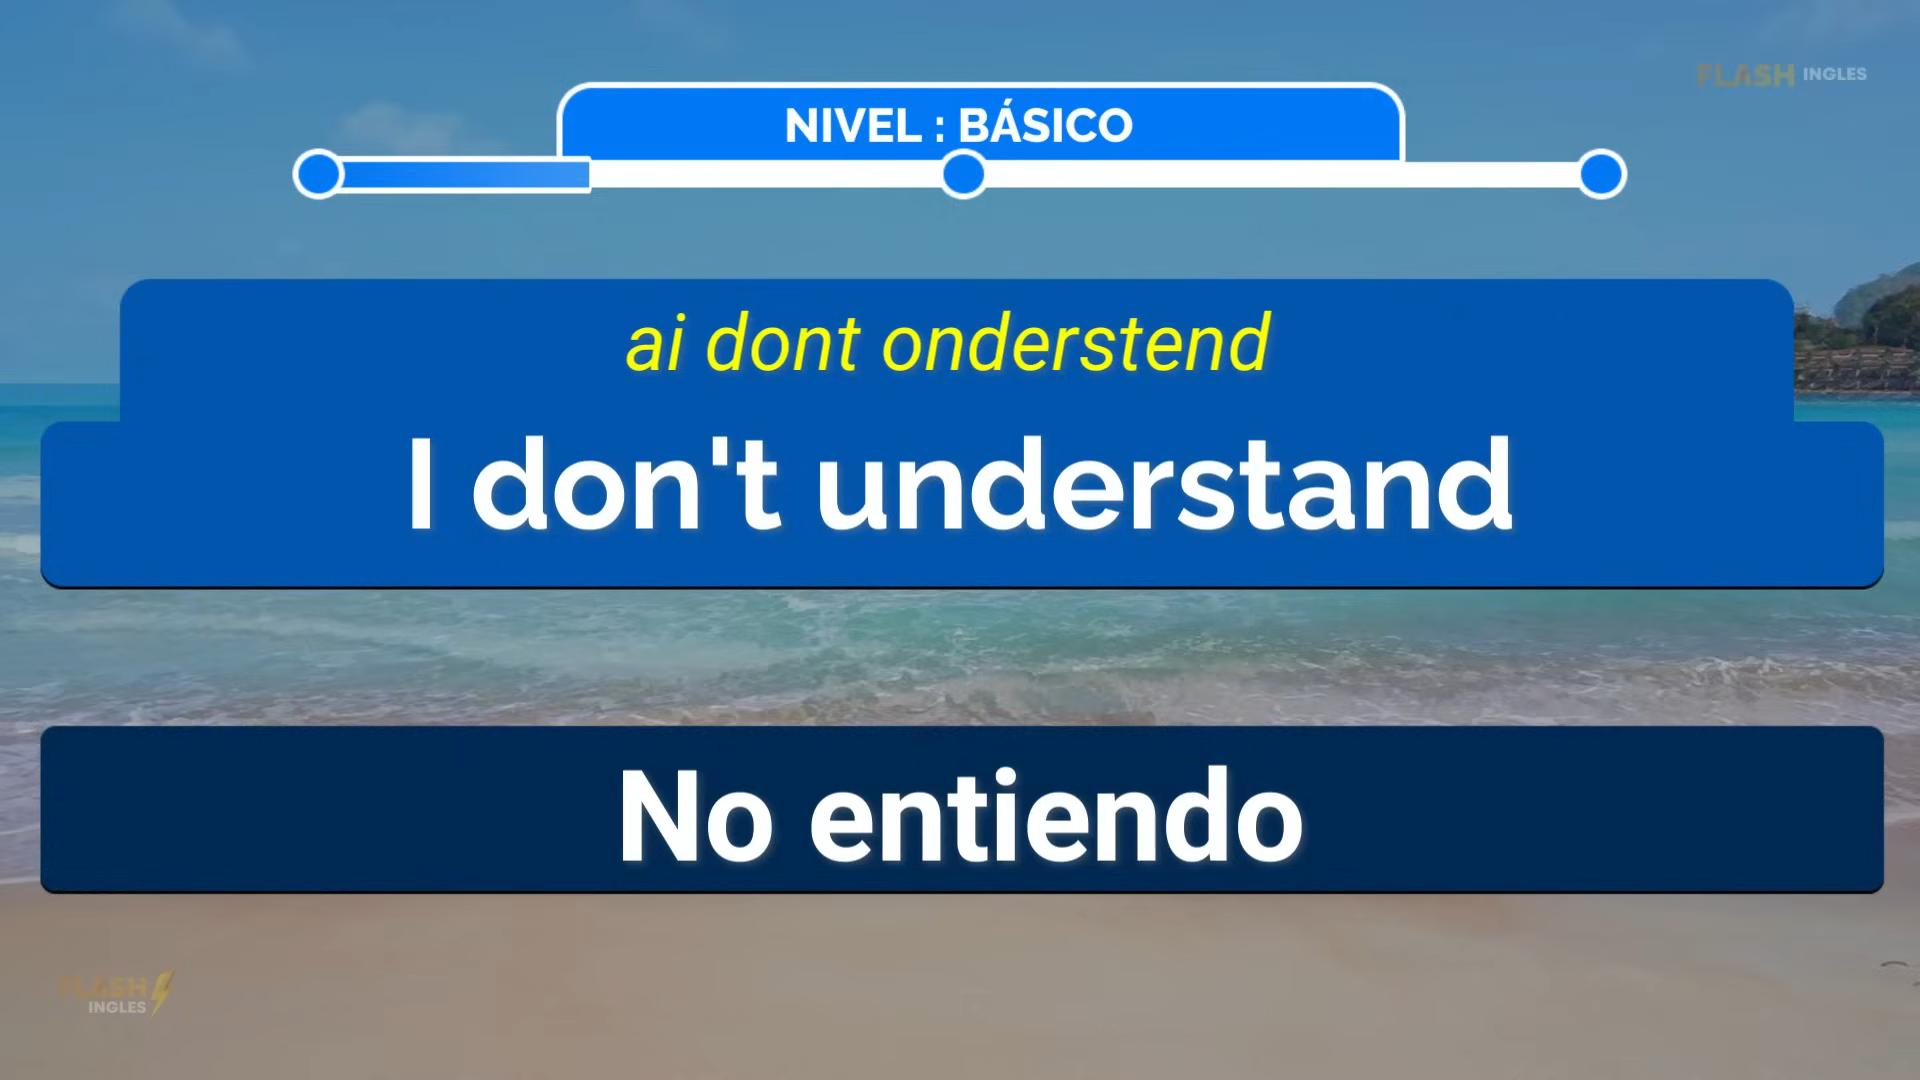 FLASH INGLES
NIVEL : BÁSICO
ai dont onderstend
I don't understand
No entiendo
FLASH
INGLES